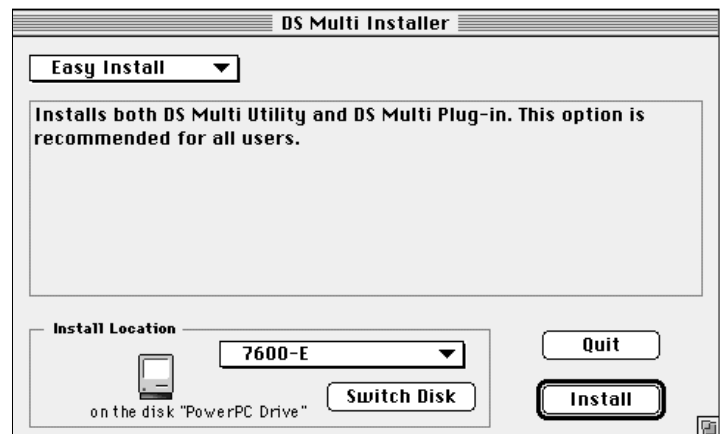 DS Multi Installer
Easy Install
Installs both DS Multi Utility and DS Multi Plug-in. This option is
recommended for all users.
Install Location
7600-E
on the disk "PowerPC Drive"
Switch Disk
Quit
Install